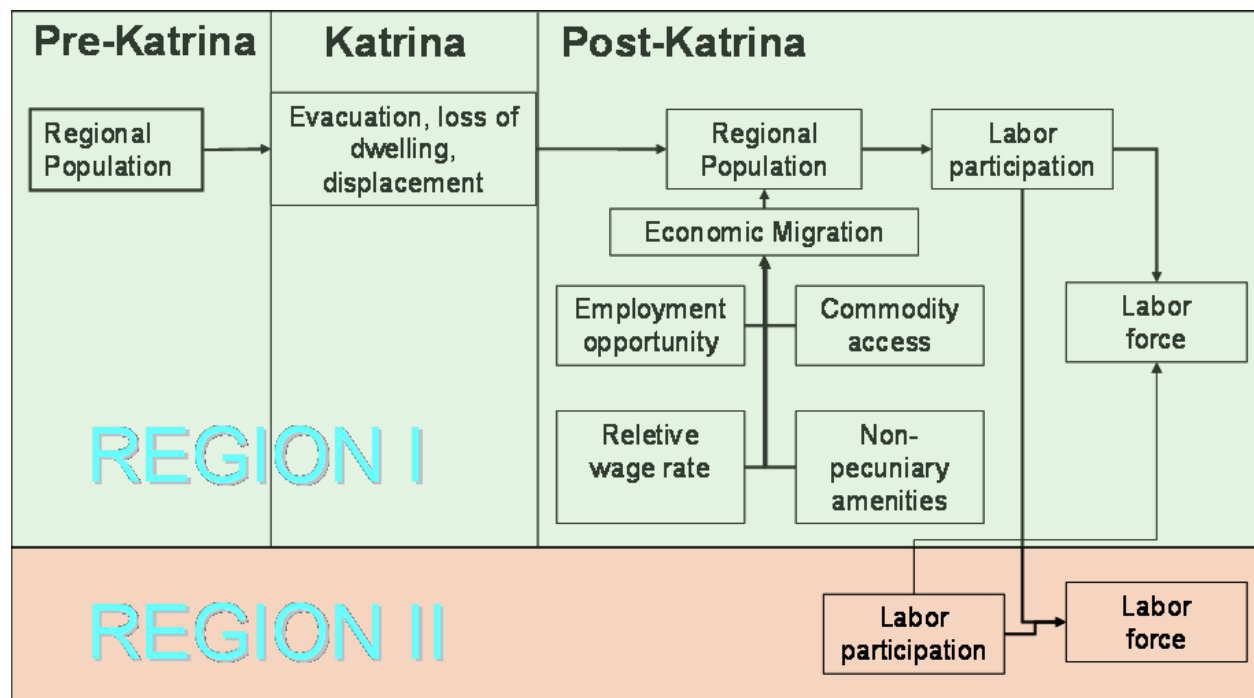 Pre-Katrina
Katrina
Post-Katrina
Regional
Population
Evacuation, loss of
dwelling,
displacement
Regional
Population
Labor
participation
Economic Migration
Employment
opportunity
Commodity
access
Labor
force
Reletive
wage rate
Non-
pecuniary
amenities
REGION I
REGION II
Labor
participation
Labor
force